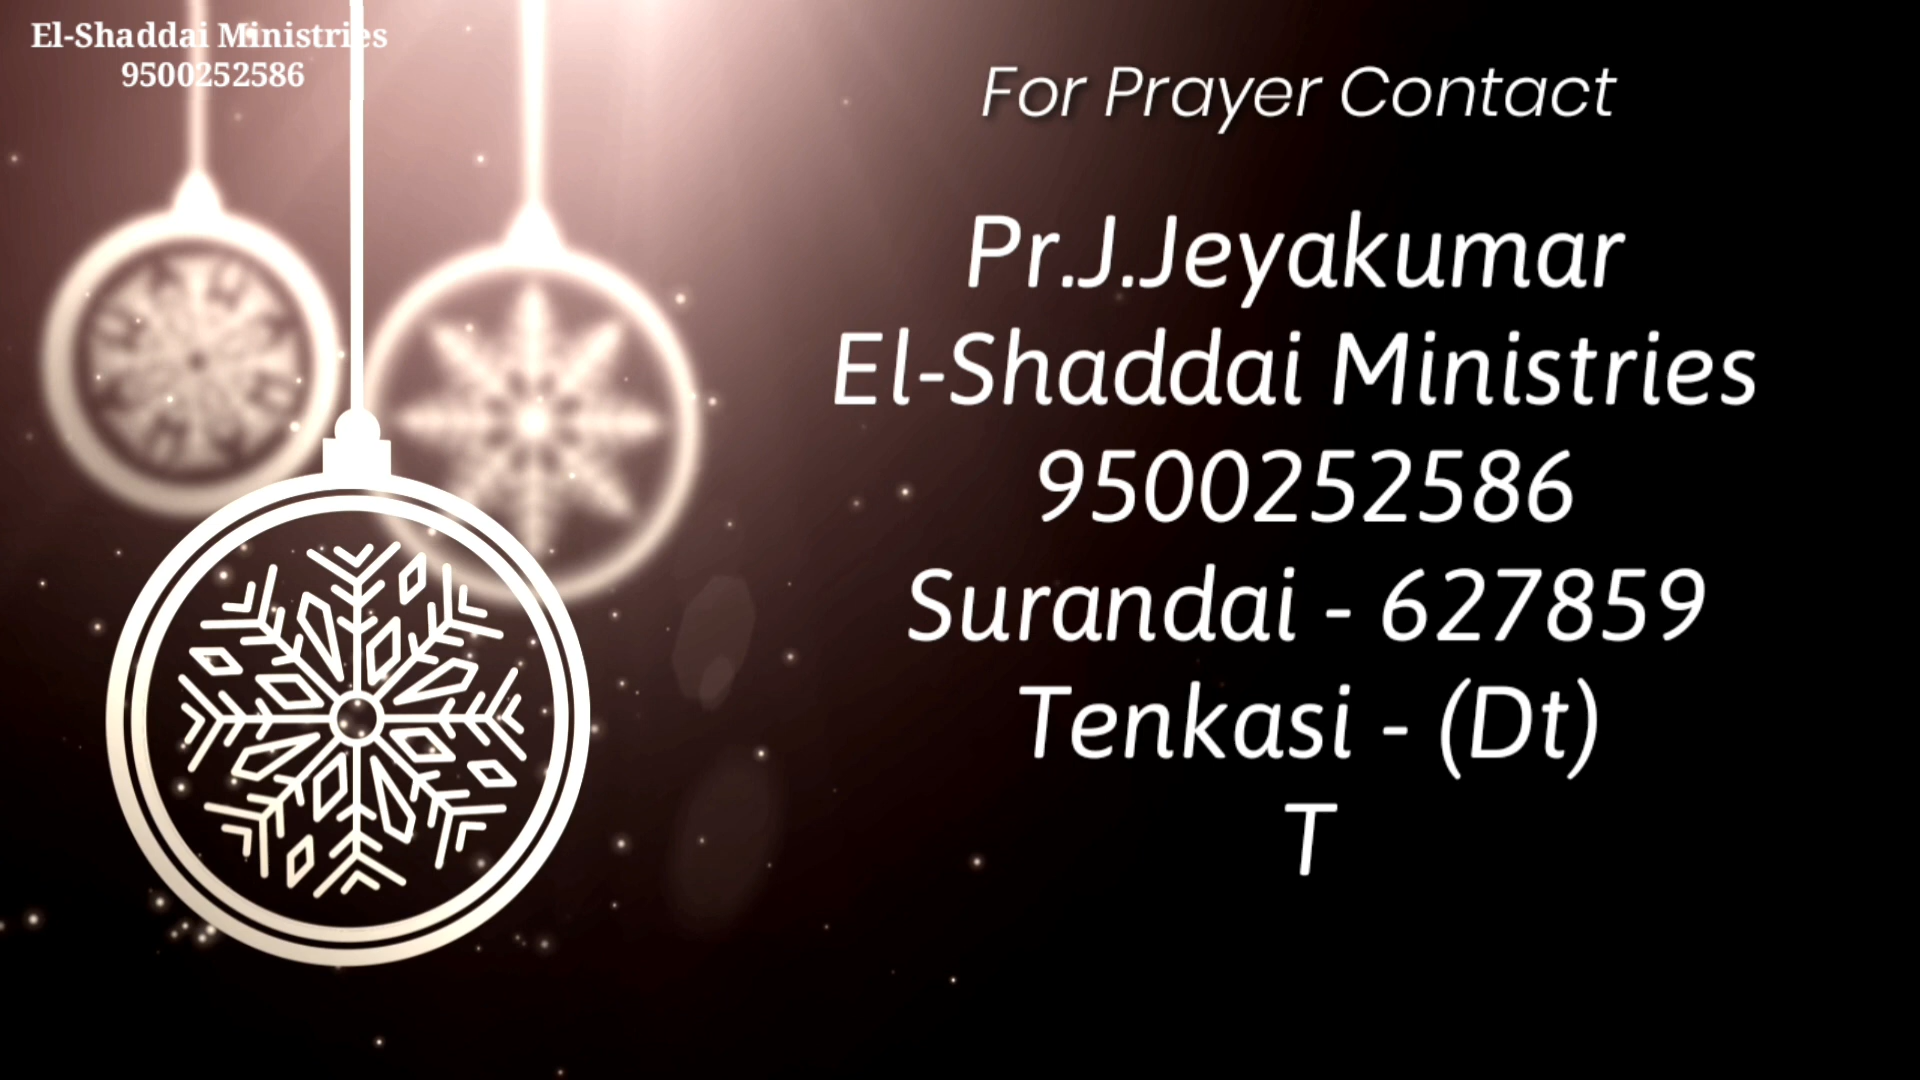 El-Shaddai Ministries
9500252586
For Prayer Contact
Pr.J.Jeyakumar
El-Shaddai Ministries
9500252586
Surandai - 627859
Tenkasi - (Dt)
T